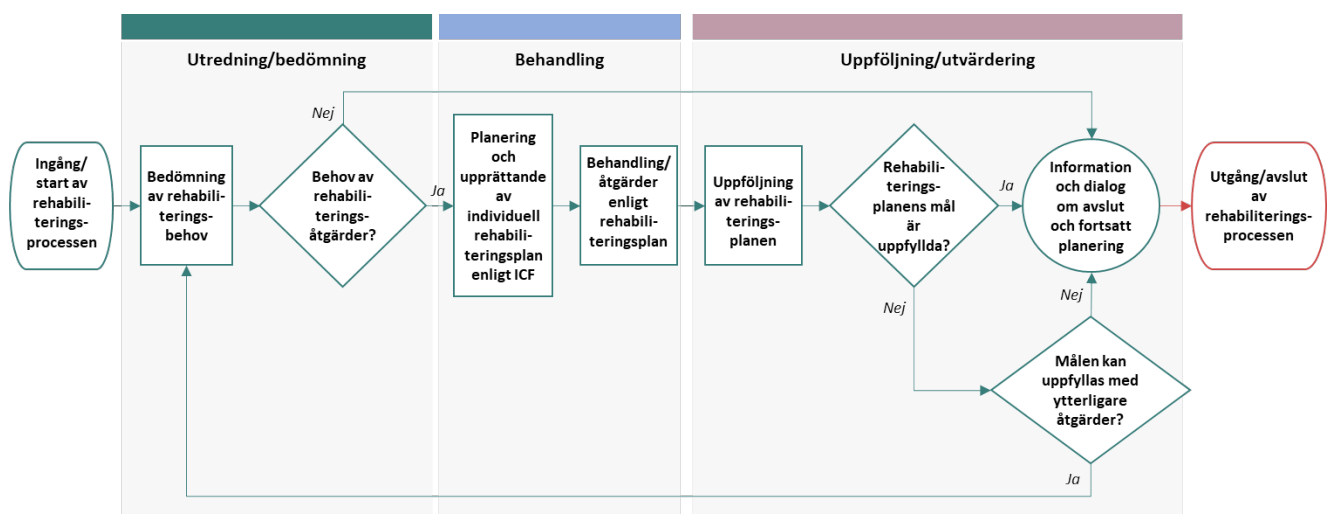 Utredning/bedömning
Behandling
Uppföljning/utvärdering
Ingång/
start av
rehabili-
terings-
processen
Bedömning
av rehabili-
terings-
behov
Nej
Behov av
rehabili-
terings-
åtgärder?
Ja
Planering
och
upprättande
av
individuell
rehabili-
teringsplan
enligt ICF
Behandling/
åtgärder
enligt
rehabili-
teringsplan
Uppföljning
av rehabili-
terings-
planen
Rehabili-
terings-
planens mål
är
uppfyllda?
Ja
Nej
Information
och dialog
om avslut
och fortsatt
planering
Utgång/avslut
av
rehabiliterings-
processen
Nej
Målen kan
uppfyllas med
ytterligare
åtgärder?
Ja